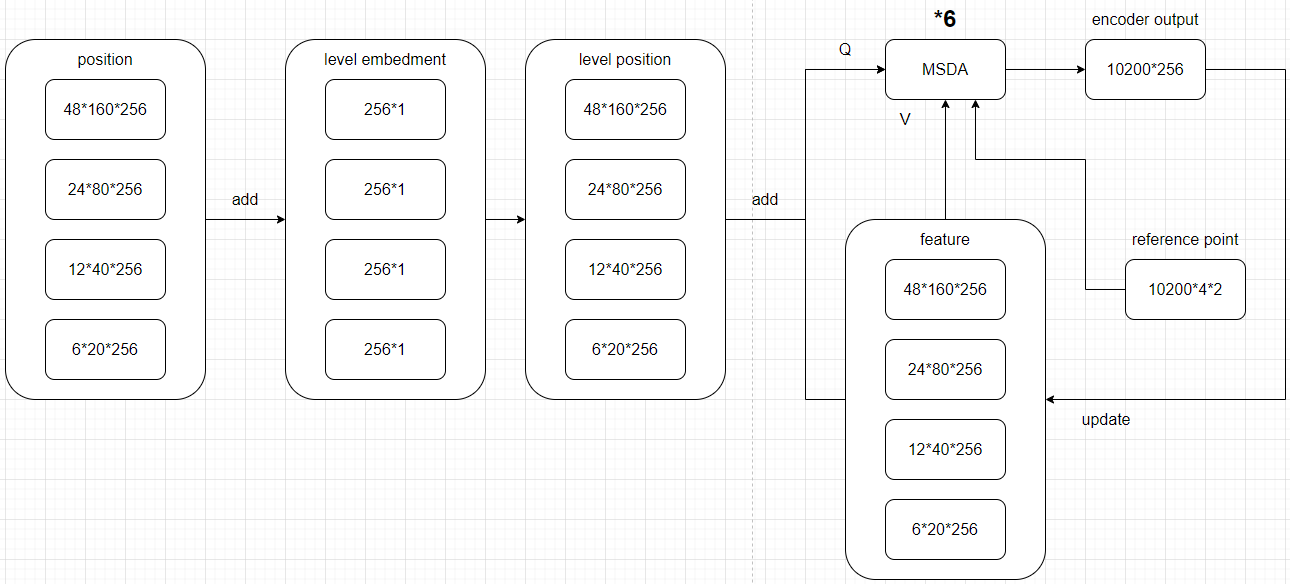 position
48*160*256
24*80*256
12*40*256
6*20*256
add
level embedment
256*1
256*1
256*1
256*1
level position
48*160*256
24*80*256
12*40*256
6*20*256
add
Q
*6
MSDA
V
encoder output
10200*256
feature
48*160*256
24*80*256
12*40*256
6*20*256
reference point
10200*4*2
update